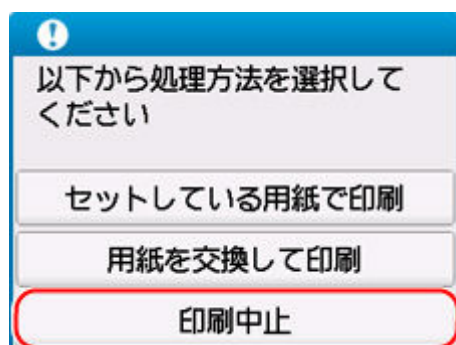 以下から処理方法を選択して
ください
セットしている用紙で印刷
用紙を交換して印刷
印刷中止